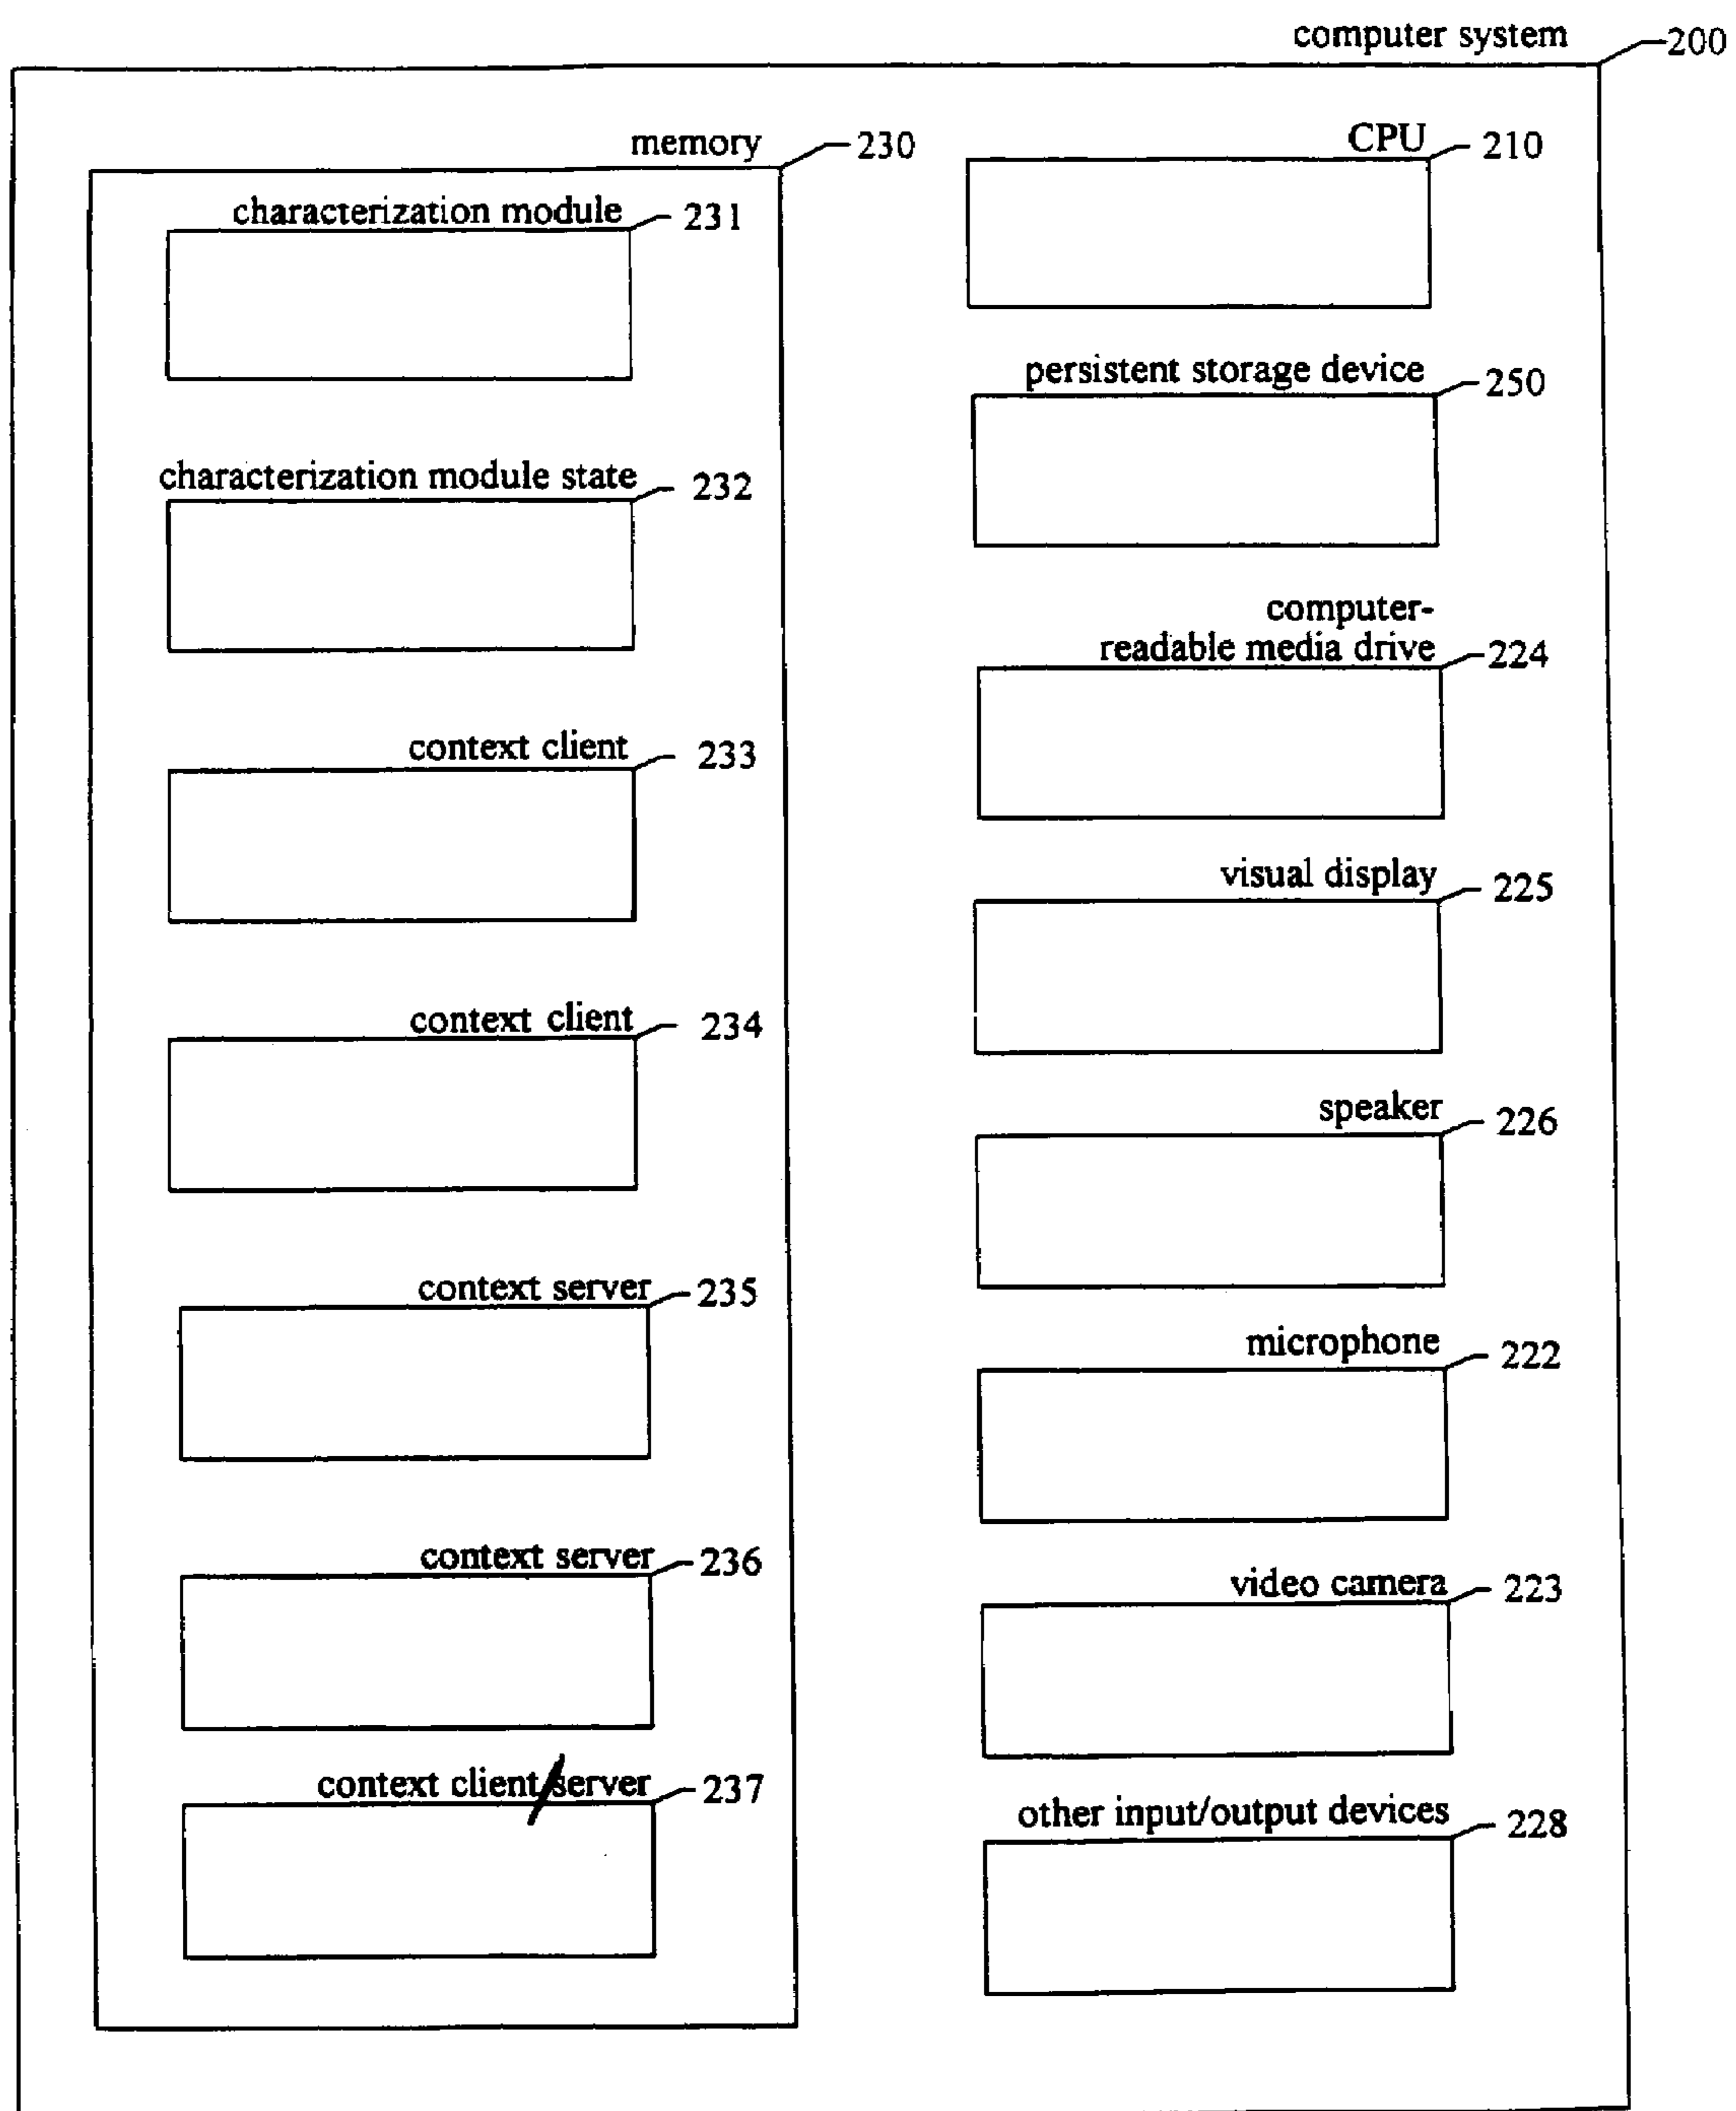 computer system 200
memory 230
characterization module 231
characterization module state 232
context client 233
context client 234
context server 235
context server 236
context client/server 237
CPU 210
persistent storage device 250
computer-
readable media drive 224
visual display 225
speaker 226
microphone 222
video camera 223
other input/output devices 228